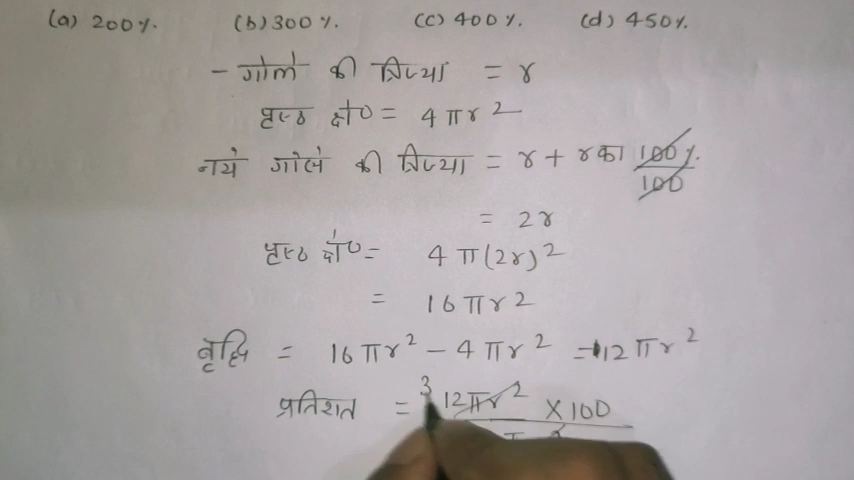 (a) 200%. (b) 300%. (c) 400%. (d) 450%.
- गोले की त्रिज्या = r
पृष्ठ क्षे० = 4πr²
नये गोले की त्रिज्या = r + r का 100%/100
= 2r
पृष्ठ क्षे० = 4π(2r)²
= 16πr²
वृद्धि = 16πr² - 4πr² = 12πr²
प्रतिशत = 3 12πr² × 100